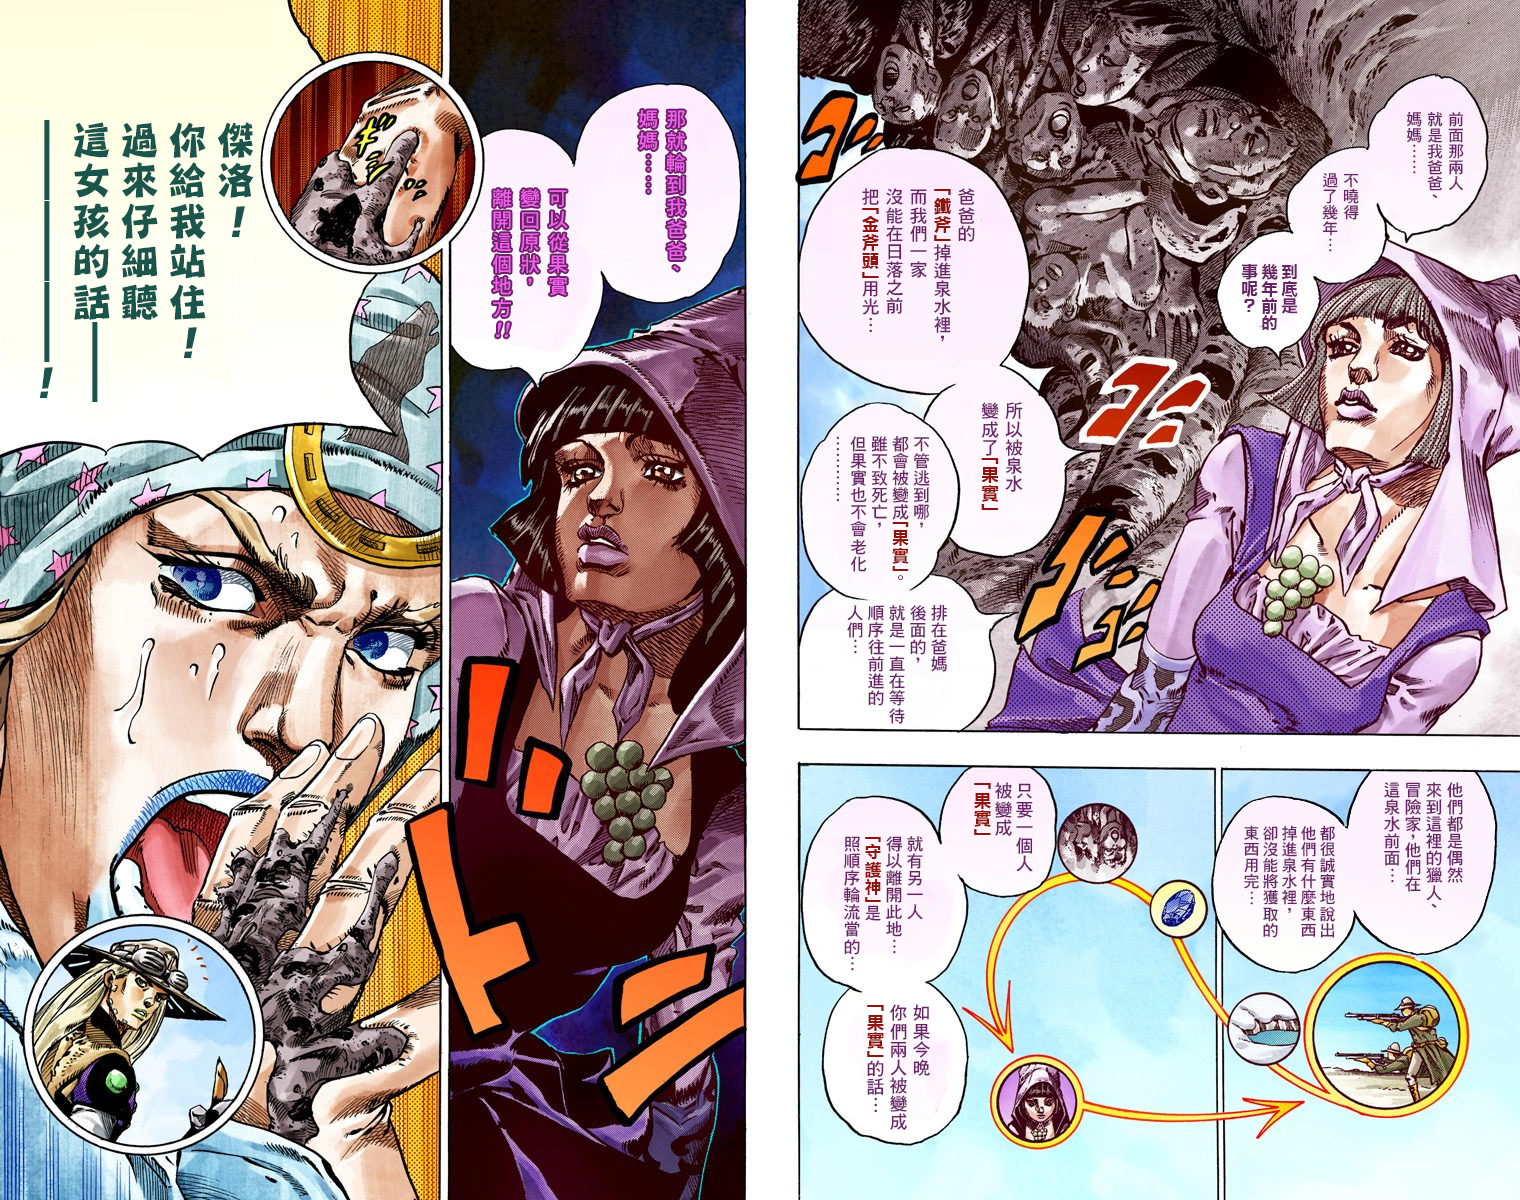 前面那兩人
就是我爸爸、
媽媽……
不曉得
過了幾年…
到底是
幾年前的
事呢？
爸爸的
「鐵斧」掉進泉水裡，
而我們一家
沒能在日落之前
把「金斧頭」用光…
所以被泉水
變成了「果實」
不管逃到哪，
都會被變成「果實」。
雖不致死亡，
但果實也不會老化
…………
排在爸媽
後面的，
就是一直在等待
順序往前進的
人們…
ゴゴゴゴ
他們都是偶然
來到這裡的獵人、
冒險家，他們在
這泉水前面…
都很誠實地說出
他們有什麼東西
掉進泉水裡，
卻沒能將獲取的
東西用完…
只要一個人
被變成
「果實」
就有另一人
得以離開此地…
「守護神」是
照順序輪流當的…
如果今晚
你們兩人被變成
「果實」的話…
那就輪到我爸爸、
媽媽……
可以從果實
變回原狀，
離開這個地方！！
ドドン
ギギ
傑洛！
你給我站住！
過來仔細聽
這女孩的話——
————！